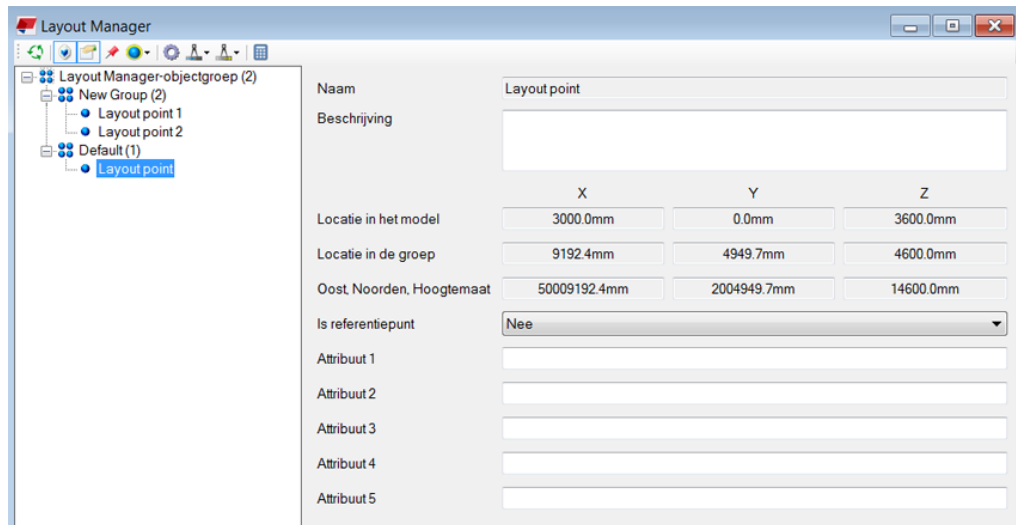 Layout Manager
Layout Manager-objectgroep (2)
New Group (2)
Layout point 1
Layout point 2
Default (1)
Layout point
Naam Layout point
Beschrijving
X Y Z
Locatie in het model 3000.0mm 0.0mm 3600.0mm
Locatie in de groep 9192.4mm 4949.7mm 4600.0mm
Oost, Noorden, Hoogtemaat 50009192.4mm 2004949.7mm 14600.0mm
Is referentiepunt Nee
Attribuut 1
Attribuut 2
Attribuut 3
Attribuut 4
Attribuut 5